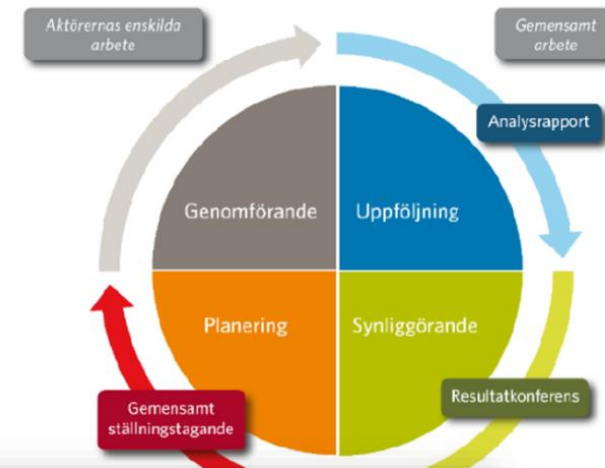 Aktörernas enskilda
arbete
Gemensamt
arbete
Analysrapport
Genomförande
Uppföljning
Planering
Synliggörande
Resultatkonferens
Gemensamt
ställningstagande